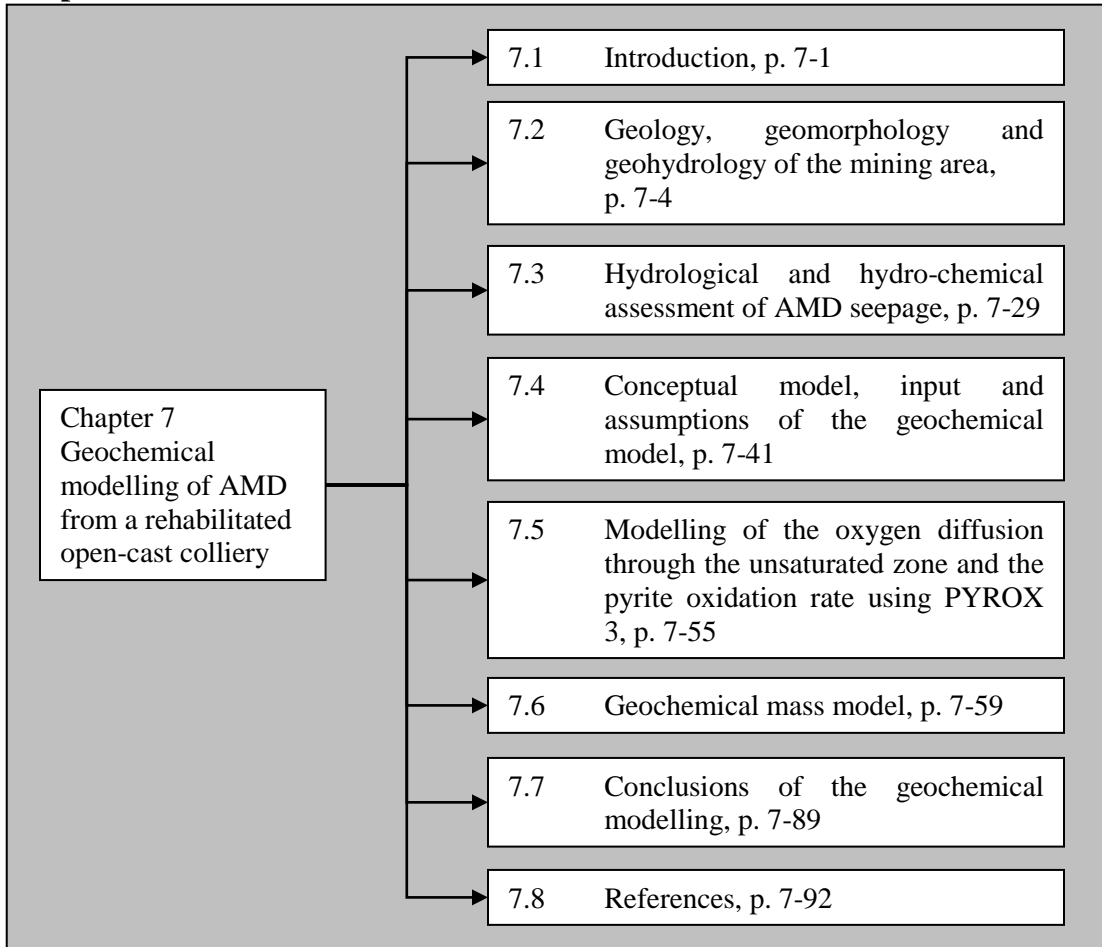 Chapter 7
Geochemical
modelling of AMD
from a rehabilitated
open-cast colliery
7.1 Introduction, p. 7-1
7.2 Geology, geomorphology and
geohydrology of the mining area,
p. 7-4
7.3 Hydrological and hydro-chemical
assessment of AMD seepage, p. 7-29
7.4 Conceptual model, input and
assumptions of the geochemical
model, p. 7-41
7.5 Modelling of the oxygen diffusion
through the unsaturated zone and the
pyrite oxidation rate using PYROX
3, p. 7-55
7.6 Geochemical mass model, p. 7-59
7.7 Conclusions of the geochemical
modelling, p. 7-89
7.8 References, p. 7-92